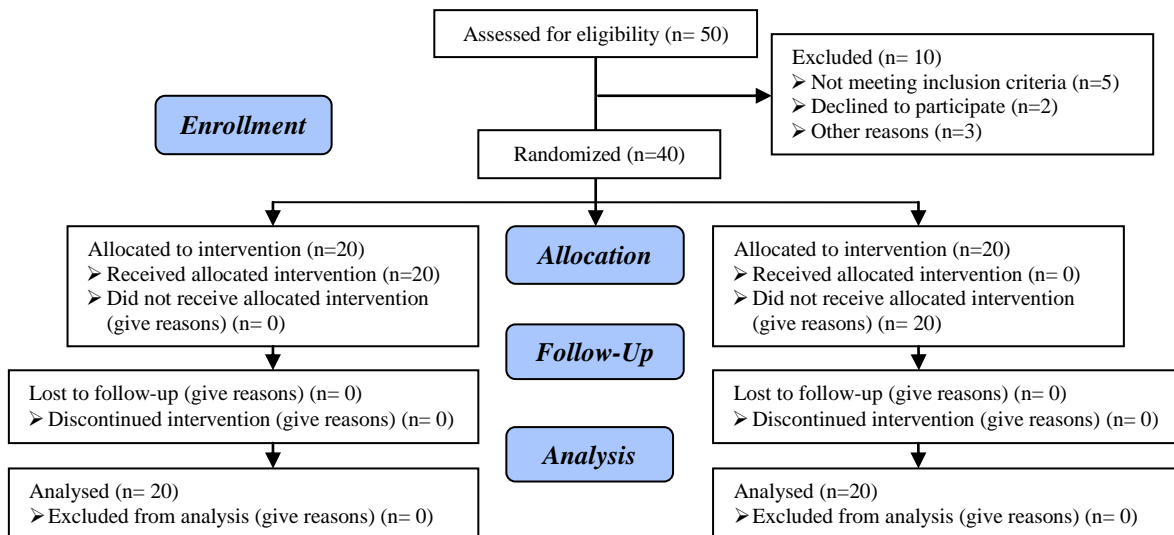 Assessed for eligibility (n= 50)
Excluded (n= 10)
➢ Not meeting inclusion criteria (n=5)
➢ Declined to participate (n=2)
➢ Other reasons (n=3)
Enrollment
Randomized (n=40)
Allocated to intervention (n=20)
➢ Received allocated intervention (n=20)
➢ Did not receive allocated intervention
(give reasons) (n= 0)
Allocation
Allocated to intervention (n=20)
➢ Received allocated intervention (n= 0)
➢ Did not receive allocated intervention
(give reasons) (n= 20)
Follow-Up
Lost to follow-up (give reasons) (n= 0)
➢ Discontinued intervention (give reasons) (n= 0)
Lost to follow-up (give reasons) (n= 0)
➢ Discontinued intervention (give reasons) (n= 0)
Analysis
Analysed (n= 20)
➢ Excluded from analysis (give reasons) (n= 0)
Analysed (n=20)
➢ Excluded from analysis (give reasons) (n= 0)